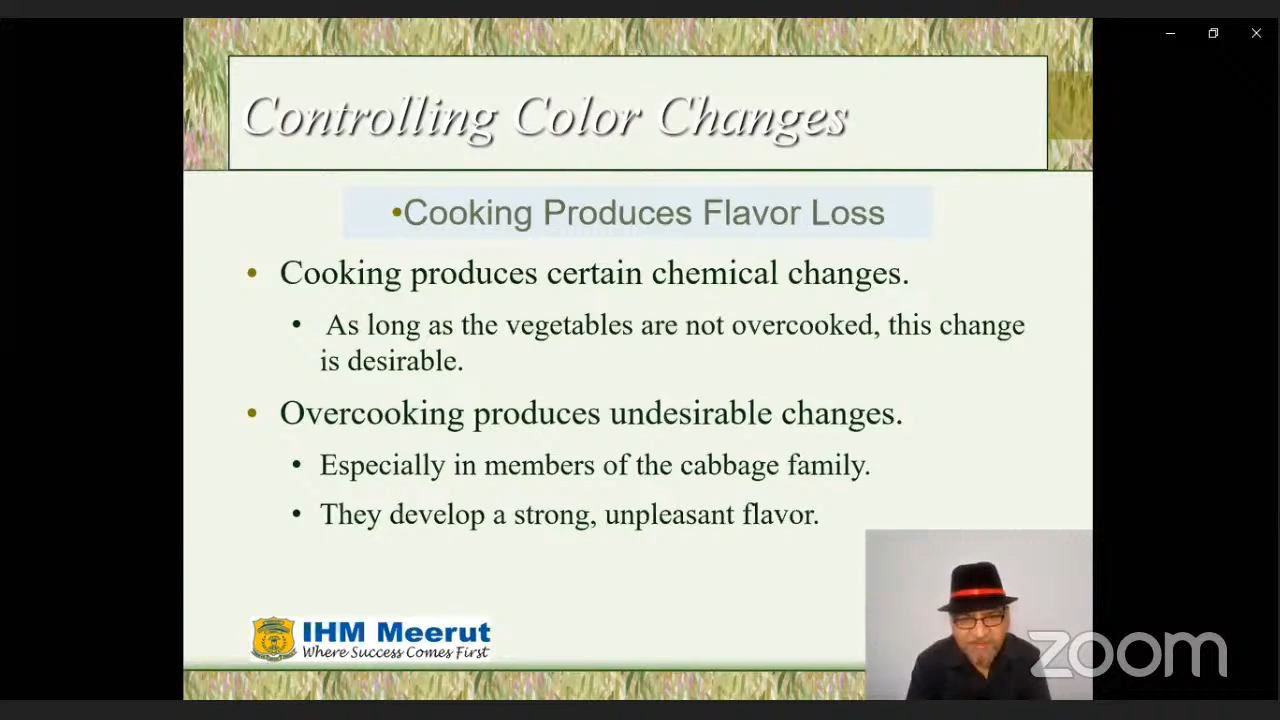 Controlling Color Changes
•Cooking Produces Flavor Loss
• Cooking produces certain chemical changes.
• As long as the vegetables are not overcooked, this change
is desirable.
• Overcooking produces undesirable changes.
• Especially in members of the cabbage family.
• They develop a strong, unpleasant flavor.
IHM Meerut
Where Success Comes First
zoom